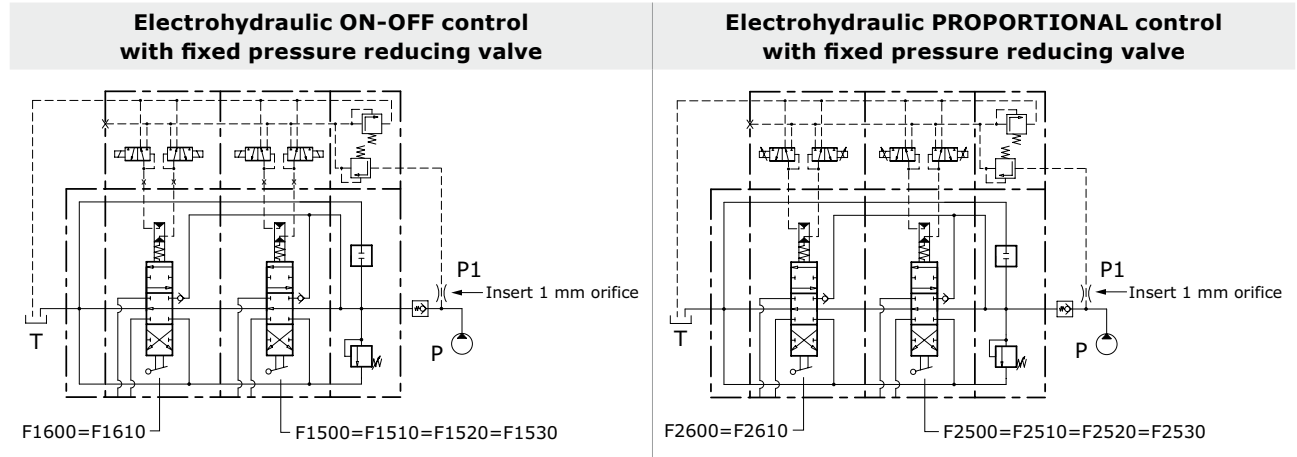 Electrohydraulic ON-OFF control
with fixed pressure reducing valve
P1
Insert 1 mm orifice
T
P
F1600=F1610
F1500=F1510=F1520=F1530
Electrohydraulic PROPORTIONAL control
with fixed pressure reducing valve
P1
Insert 1 mm orifice
T
P
F2600=F2610
F2500=F2510=F2520=F2530